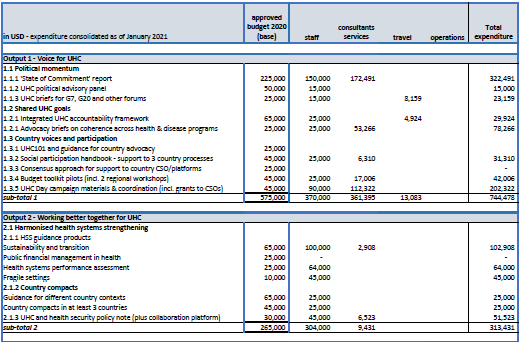 in USD - expenditure consolidated as of January 2021 approved budget 2020 (base) staff consultants services travel operations Total expenditure
Output 1 - Voice for UHC
1.1 Political momentum
1.1.1 'State of Commitment' report 225,000 150,000 172,491 322,491
1.1.2 UHC political advisory panel 50,000 15,000 15,000
1.1.3 UHC briefs for G7, G20 and other forums 25,000 15,000 8,159 23,159
1.2 Shared UHC goals
1.2.1 Integrated UHC accountability framework 65,000 25,000 4,924 29,924
1.2.1 Advocacy briefs on coherence across health & disease programs 25,000 25,000 53,266 78,266
1.3 Country voices and participation
1.3.1 UHC101 and guidance for country advocacy 25,000 -
1.3.2 Social participation handbook - support to 3 country processes 45,000 25,000 6,310 31,310
1.3.3 Consensus approach for support to country CSO/platforms 25,000 -
1.3.4 Budget toolkit pilots (incl. 2 regional workshops) 45,000 25,000 17,006 42,006
1.3.5 UHC Day campaign materials & coordination (incl. grants to CSOs) 45,000 90,000 112,322 202,322
sub-total 1 575,000 370,000 361,395 13,083 744,478
Output 2 - Working better together for UHC
2.1 Harmonised health systems strengthening
2.1.1 HSS guidance products
Sustainability and transition 65,000 100,000 2,908 102,908
Public financial management in health 25,000 - -
Health systems performance assessment 25,000 64,000 64,000
Fragile settings 10,000 45,000 45,000
2.1.2 Country compacts
Guidance for different country contexts 65,000 25,000 25,000
Country compacts in at least 3 countries 45,000 25,000 25,000
2.1.3 UHC and health security policy note (plus collaboration platform) 30,000 45,000 6,523 51,523
sub-total 2 265,000 304,000 9,431 313,431